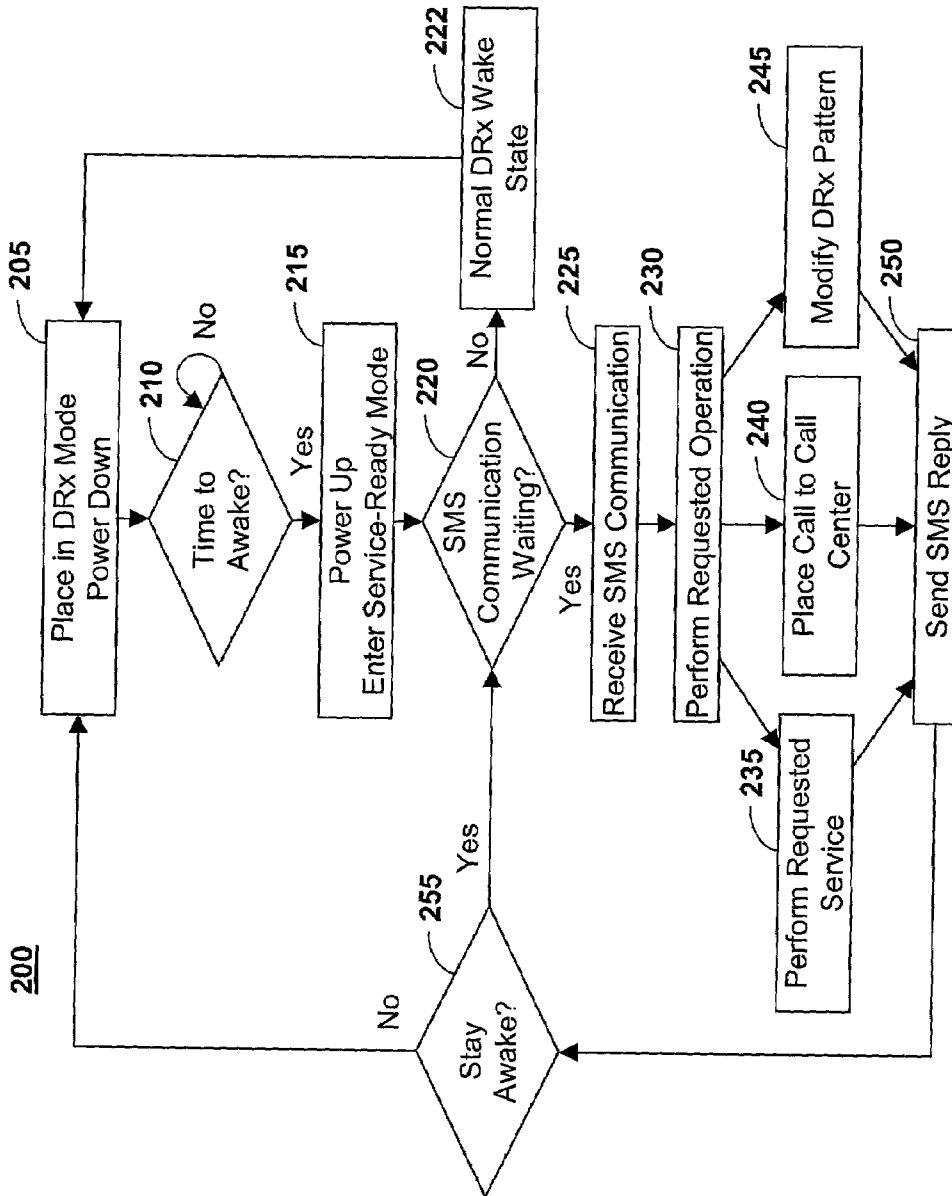 200
205
Place in DRx Mode
Power Down
210
No
Time to
Awake?
Yes
215
Power Up
Enter Service-Ready Mode
220
SMS
Communication
Waiting?
No
222
Normal DRx Wake
State
Yes
225
Receive SMS Communication
230
Perform Requested Operation
235
Perform Requested
Service
240
Place Call to Call
Center
245
Modify DRx Pattern
250
Send SMS Reply
255
Stay
Awake?
No
Yes